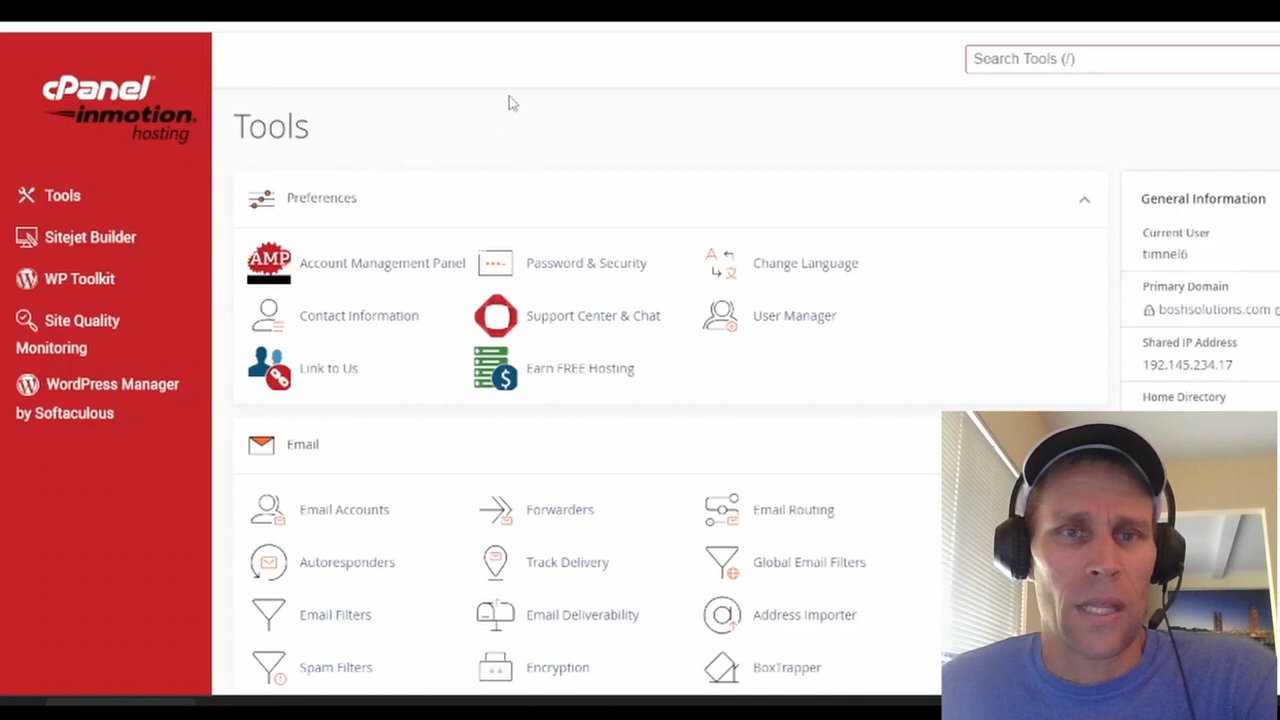 cPanel
inmotion
hosting
Search Tools (/)
Tools
Tools
Sitejet Builder
WP Toolkit
Site Quality
Monitoring
WordPress Manager
by Softaculous
Preferences
AMP
Account Management Panel
Password & Security
Change Language
Contact Information
Support Center & Chat
User Manager
Link to Us
Earn FREE Hosting
Email
Email Accounts
Forwarders
Email Routing
Autoresponders
Track Delivery
Global Email Filters
Email Filters
Email Deliverability
Address Importer
Spam Filters
Encryption
BoxTrapper
General Information
Current User
timnel6
Primary Domain
boshsolutions.com
Shared IP Address
192.145.234.17
Home Directory